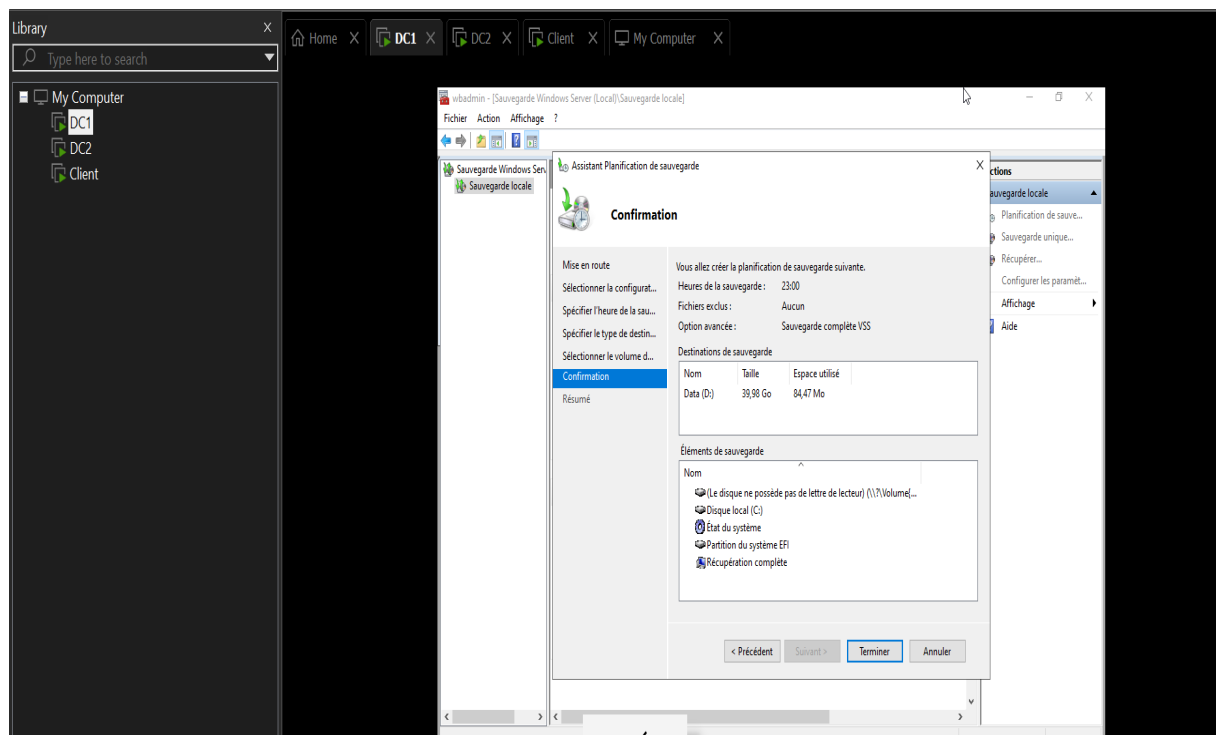 Library X
Type here to search
My Computer
DC1
DC2
Client
Home X DC1 X DC2 X Client X My Computer X
wbadmin - [Sauvegarde Windows Server (Local)\Sauvegarde locale]
Fichier Action Affichage ?
Sauvegarde Windows Serv
Sauvegarde locale
Assistant Planification de sauvegarde X
Confirmation
Mise en route
Sélectionner la configurat...
Spécifier l'heure de la sau...
Spécifier le type de destin...
Sélectionner le volume d...
Confirmation
Résumé
Vous allez créer la planification de sauvegarde suivante.
Heures de la sauvegarde : 23:00
Fichiers exclus : Aucun
Option avancée : Sauvegarde complète VSS
Destinations de sauvegarde
Nom Taille Espace utilisé
Data (D:) 39,98 Go 84,47 Mo
Éléments de sauvegarde
Nom
(Le disque ne possède pas de lettre de lecteur) (\\?\Volume{...
Disque local (C:)
État du système
Partition du système EFI
Récupération complète
< Précédent Suivant > Terminer Annuler
ctions
auvegarde locale
Planification de sauve...
Sauvegarde unique...
Récupérer...
Configurer les paramét...
Affichage
Aide